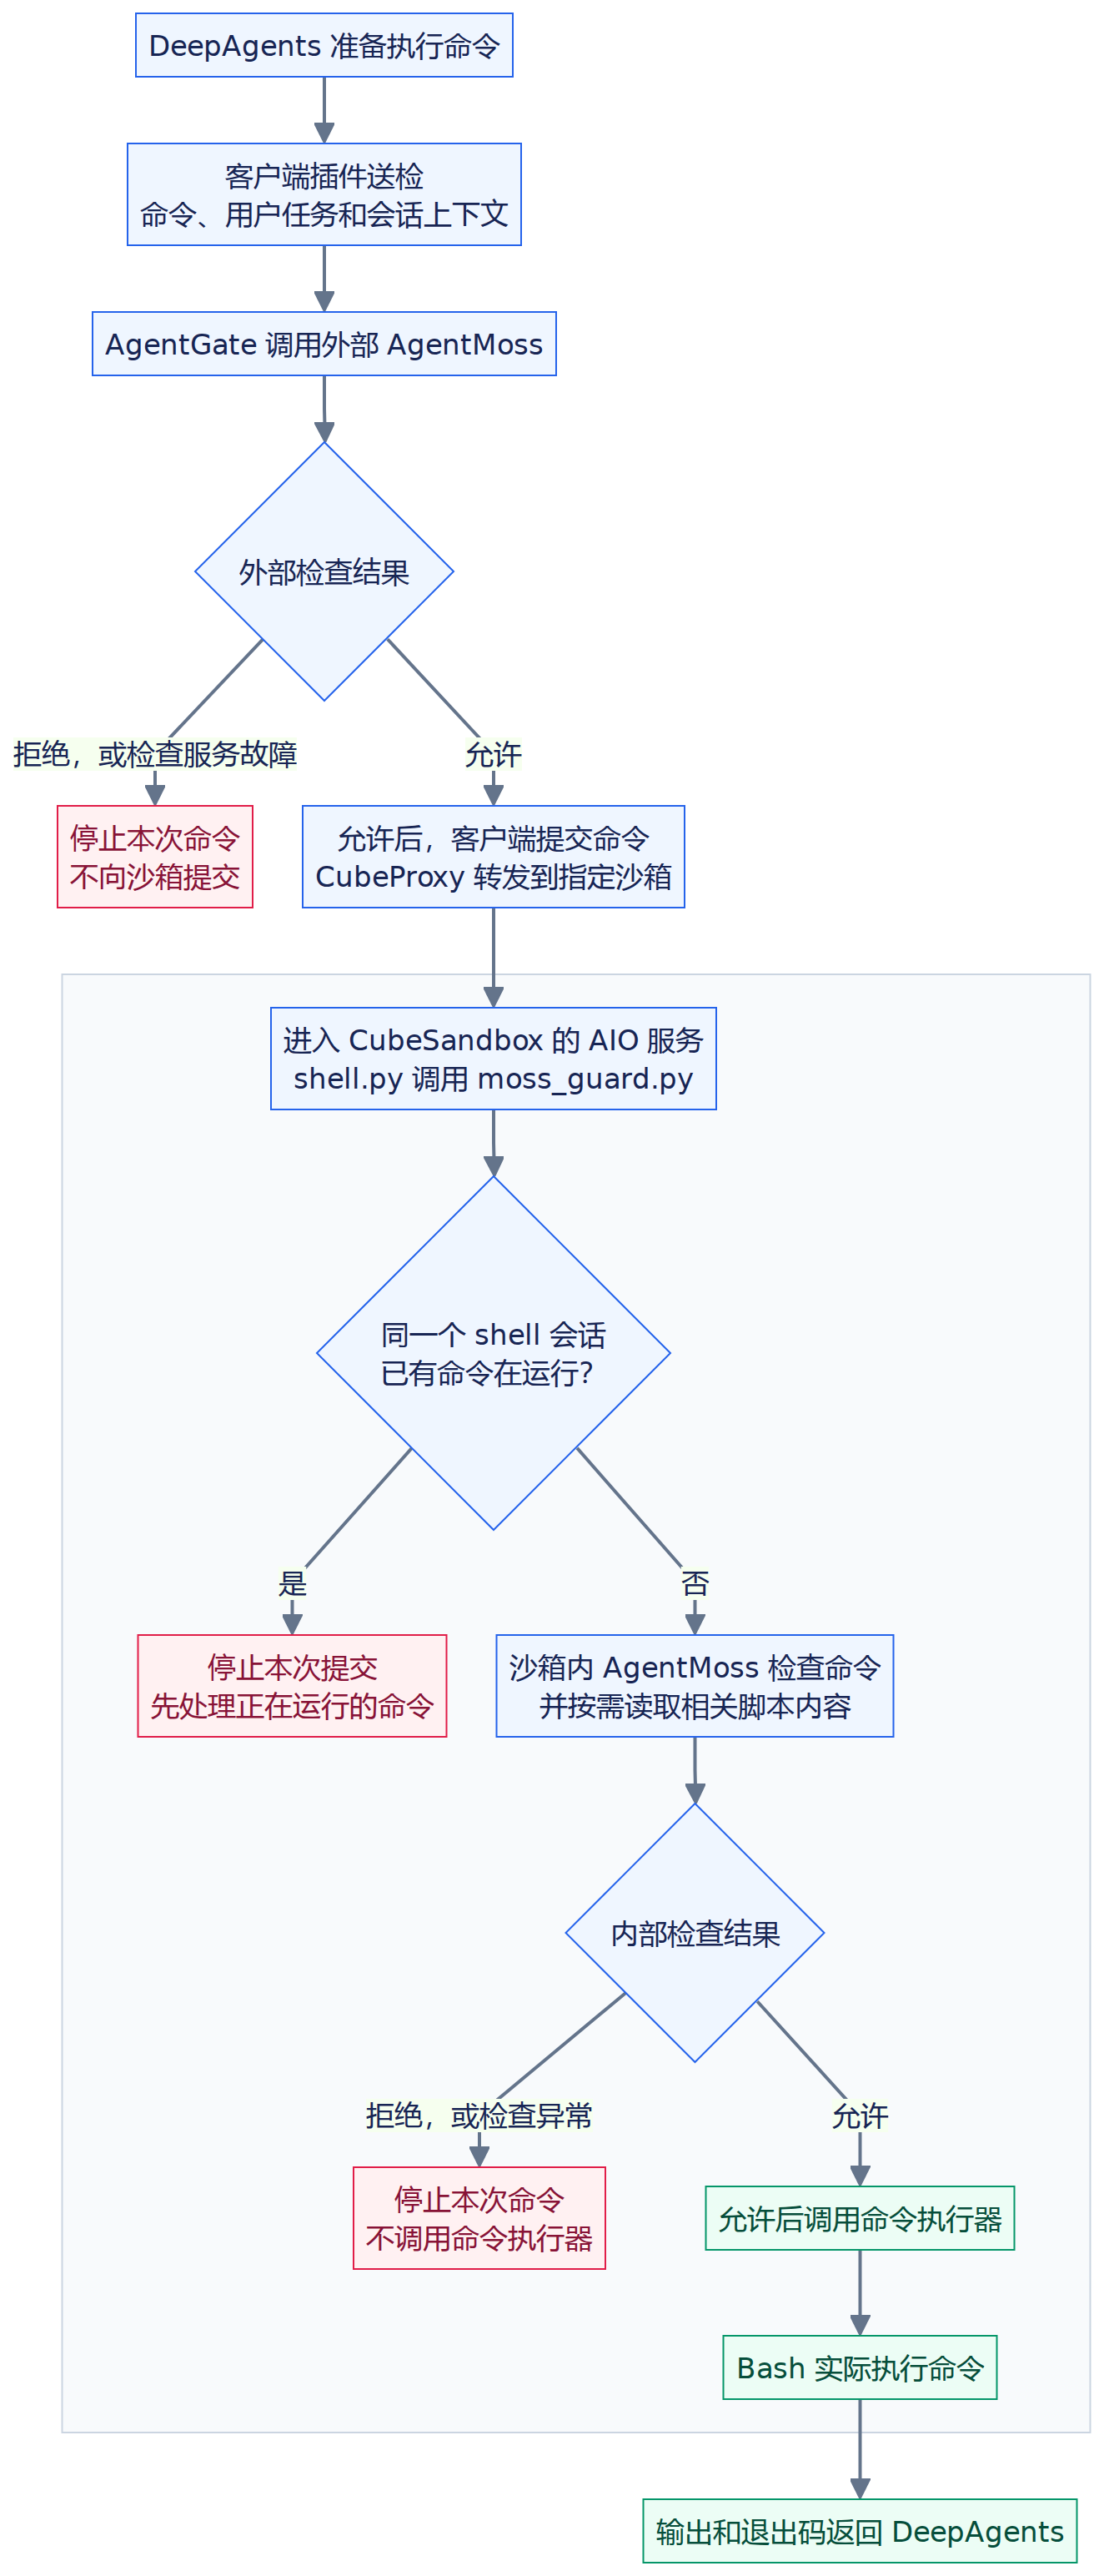 DeepAgents 准备执行命令
客户端插件送检
命令、用户任务和会话上下文
AgentGate 调用外部 AgentMoss
外部检查结果
拒绝，或检查服务故障
允许
停止本次命令
不向沙箱提交
允许后，客户端提交命令
CubeProxy 转发到指定沙箱
进入 CubeSandbox 的 AIO 服务
shell.py 调用 moss_guard.py
同一个 shell 会话
已有命令在运行？
是
否
停止本次提交
先处理正在运行的命令
沙箱内 AgentMoss 检查命令
并按需读取相关脚本内容
内部检查结果
拒绝，或检查异常
允许
停止本次命令
不调用命令执行器
允许后调用命令执行器
Bash 实际执行命令
输出和退出码返回 DeepAgents